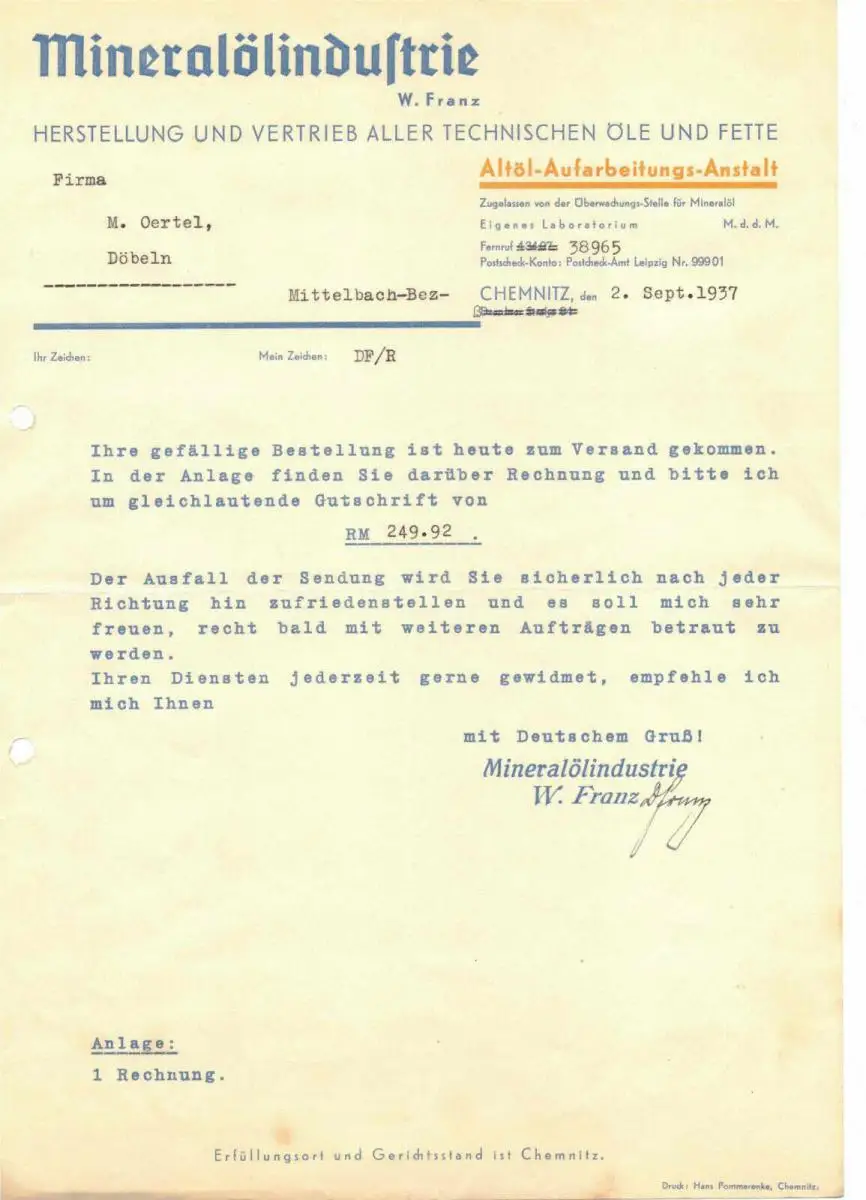 Mineralölindustrie
W. Franz
HERSTELLUNG UND VERTRIEB ALLER TECHNISCHEN ÖLE UND FETTE
Altöl-Aufarbeitungs-Anstalt
Firma
Zugelassen von der Überwachungs-Stelle für Mineralöl
M. Oertel,
Eigenes Laboratorium M. d. d. M.
Fernruf 38965
Döbeln
Postscheck-Konto: Postscheck-Amt Leipzig Nr. 99901
Mittelbach-Bez- CHEMNITZ, den 2. Sept.1937
Ihr Zeichen: Mein Zeichen: DF/R
Ihre gefällige Bestellung ist heute zum Versand gekommen.
In der Anlage finden Sie darüber Rechnung und bitte ich
um gleichlautende Gutschrift von
RM 249.92 .
Der Ausfall der Sendung wird Sie sicherlich nach jeder
Richtung hin zufriedenstellen und es soll mich sehr
freuen, recht bald mit weiteren Aufträgen betraut zu
werden.
Ihren Diensten jederzeit gerne gewidmet, empfehle ich
mich Ihnen
mit Deutschem Gruß!
Mineralölindustrie
W. Franz
Anlage:
1 Rechnung.
Erfüllungsort und Gerichtsstand ist Chemnitz.
Druck: Hans Pommerenke, Chemnitz.